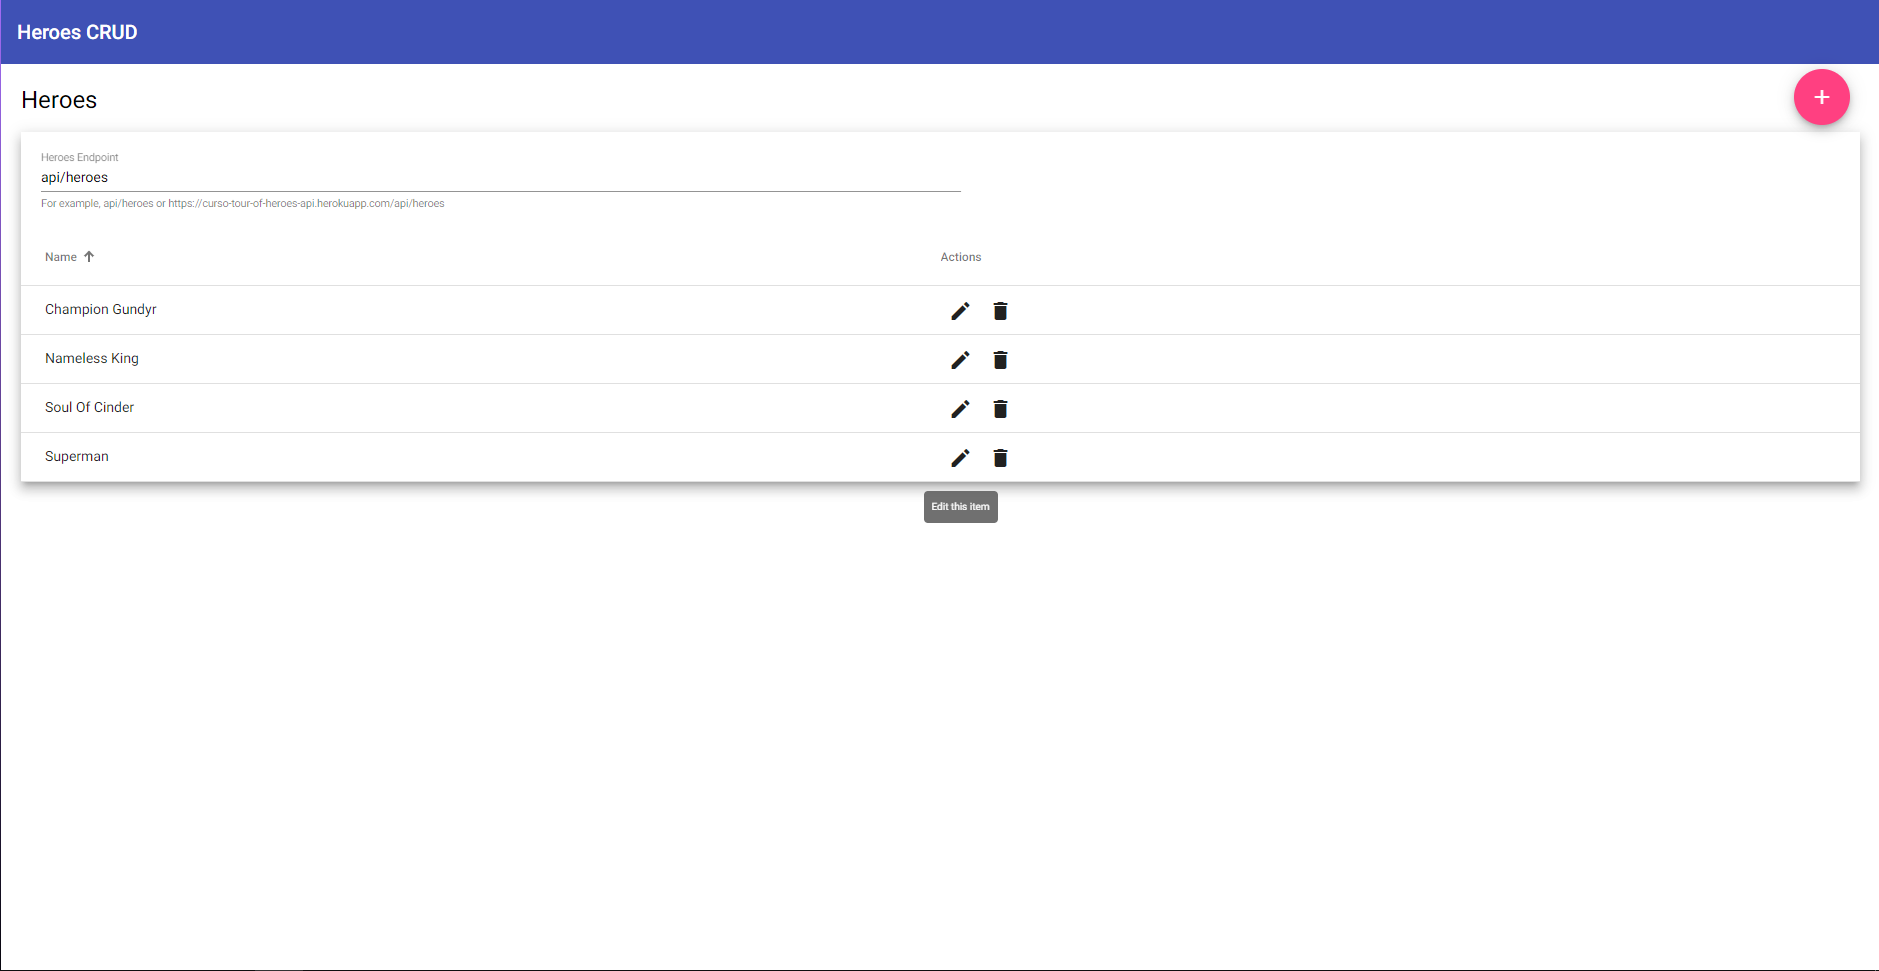 Heroes CRUD
Heroes
+
Heroes Endpoint
api/heroes
For example, api/heroes or https://curso-tour-of-heroes-api.herokuapp.com/api/heroes
Name Actions
Champion Gundyr
Nameless King
Soul Of Cinder
Superman
Edit this item